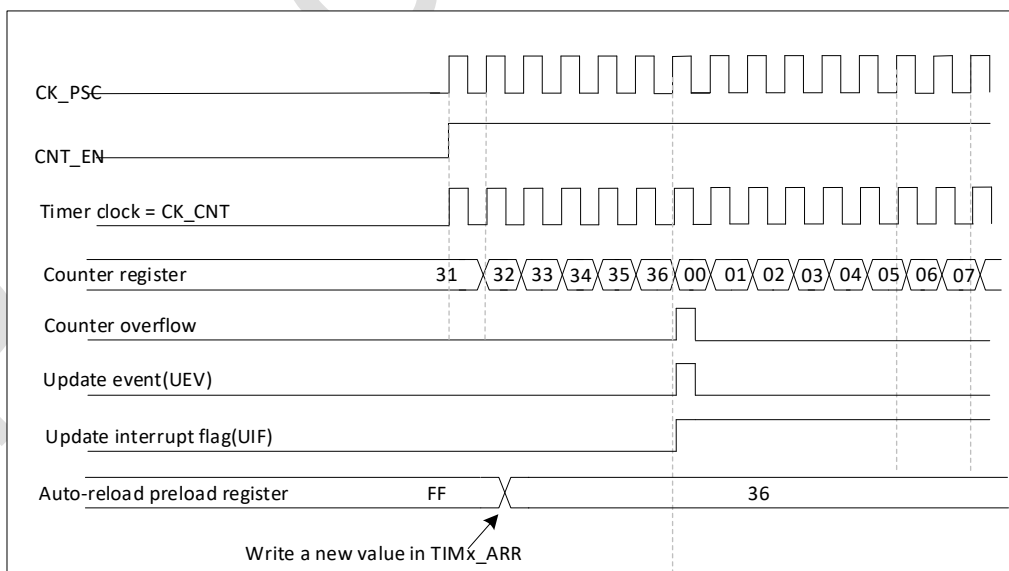 CK_PSC
CNT_EN
Timer clock = CK_CNT
Counter register 31 32 33 34 35 36 00 01 02 03 04 05 06 07
Counter overflow
Update event(UEV)
Update interrupt flag(UIF)
Auto-reload preload register FF 36
Write a new value in TIMx_ARR